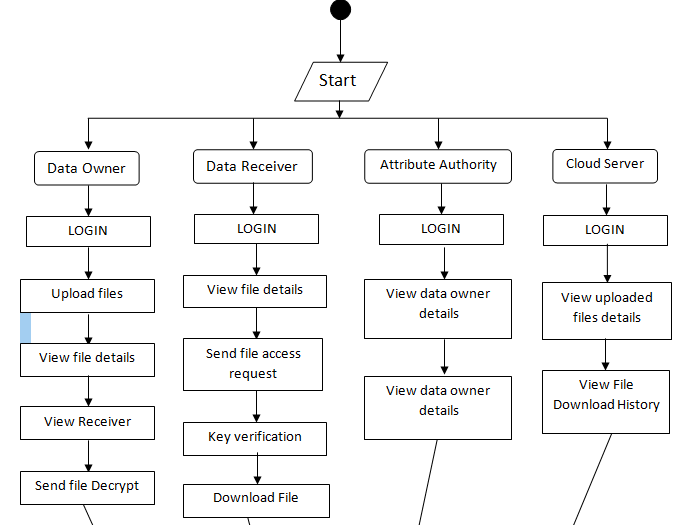 Start
Data Owner
Data Receiver
Attribute Authority
Cloud Server
LOGIN
LOGIN
LOGIN
LOGIN
Upload files
View file details
View data owner
details
View uploaded
files details
View file details
Send file access
request
View data owner
details
View File
Download History
View Receiver
Key verification
Send file Decrypt
Download File